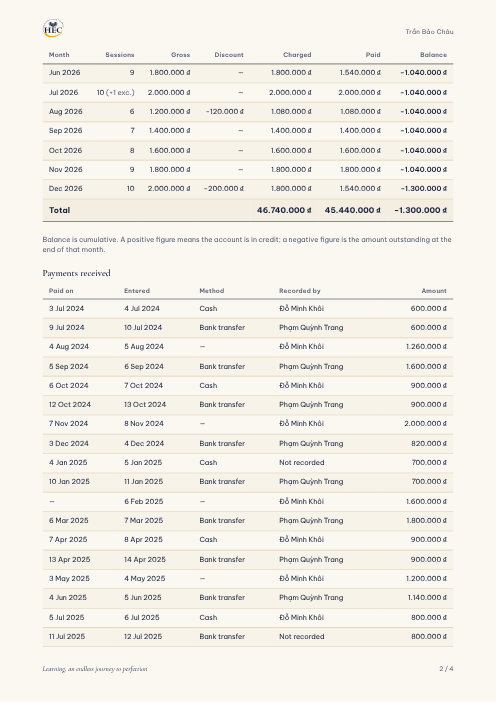 HEC
Trần Bảo Châu
Month Sessions Gross Discount Charged Paid Balance
Jun 2026 9 1.800.000 ₫ — 1.800.000 ₫ 1.540.000 ₫ -1.040.000 ₫
Jul 2026 10 (+1 exc.) 2.000.000 ₫ — 2.000.000 ₫ 2.000.000 ₫ -1.040.000 ₫
Aug 2026 6 1.200.000 ₫ -120.000 ₫ 1.080.000 ₫ 1.080.000 ₫ -1.040.000 ₫
Sep 2026 7 1.400.000 ₫ — 1.400.000 ₫ 1.400.000 ₫ -1.040.000 ₫
Oct 2026 8 1.600.000 ₫ — 1.600.000 ₫ 1.600.000 ₫ -1.040.000 ₫
Nov 2026 9 1.800.000 ₫ — 1.800.000 ₫ 1.800.000 ₫ -1.040.000 ₫
Dec 2026 10 2.000.000 ₫ -200.000 ₫ 1.800.000 ₫ 1.540.000 ₫ -1.300.000 ₫
Total 46.740.000 ₫ 45.440.000 ₫ -1.300.000 ₫
Balance is cumulative. A positive figure means the account is in credit; a negative figure is the amount outstanding at the
end of that month.
Payments received
Paid on Entered Method Recorded by Amount
3 Jul 2024 4 Jul 2024 Cash Đỗ Minh Khôi 600.000 ₫
9 Jul 2024 10 Jul 2024 Bank transfer Phạm Quỳnh Trang 600.000 ₫
4 Aug 2024 5 Aug 2024 — Đỗ Minh Khôi 1.260.000 ₫
5 Sep 2024 6 Sep 2024 Bank transfer Phạm Quỳnh Trang 1.600.000 ₫
6 Oct 2024 7 Oct 2024 Cash Đỗ Minh Khôi 900.000 ₫
12 Oct 2024 13 Oct 2024 Bank transfer Phạm Quỳnh Trang 900.000 ₫
7 Nov 2024 8 Nov 2024 — Đỗ Minh Khôi 2.000.000 ₫
3 Dec 2024 4 Dec 2024 Bank transfer Phạm Quỳnh Trang 820.000 ₫
4 Jan 2025 5 Jan 2025 Cash Not recorded 700.000 ₫
10 Jan 2025 11 Jan 2025 Bank transfer Phạm Quỳnh Trang 700.000 ₫
— 6 Feb 2025 — Đỗ Minh Khôi 1.600.000 ₫
6 Mar 2025 7 Mar 2025 Bank transfer Phạm Quỳnh Trang 1.800.000 ₫
7 Apr 2025 8 Apr 2025 Cash Đỗ Minh Khôi 900.000 ₫
13 Apr 2025 14 Apr 2025 Bank transfer Phạm Quỳnh Trang 900.000 ₫
3 May 2025 4 May 2025 — Đỗ Minh Khôi 1.200.000 ₫
4 Jun 2025 5 Jun 2025 Bank transfer Phạm Quỳnh Trang 1.140.000 ₫
5 Jul 2025 6 Jul 2025 Cash Đỗ Minh Khôi 800.000 ₫
11 Jul 2025 12 Jul 2025 Bank transfer Not recorded 800.000 ₫
Learning, an endless journey to perfection
2 / 4